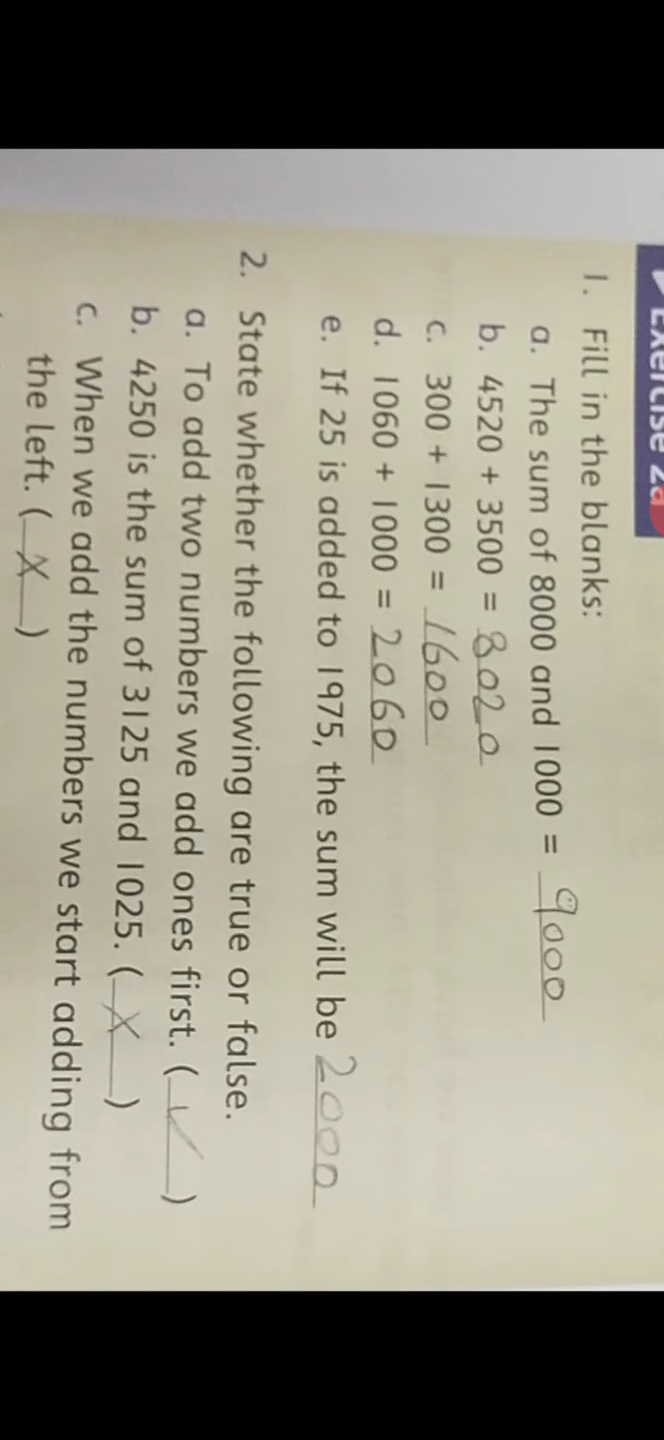 Exercise 2a
1. Fill in the blanks:
a. The sum of 8000 and 1000 = 9000
b. 4520 + 3500 = 8020
c. 300 + 1300 = 1600
d. 1060 + 1000 = 2060
e. If 25 is added to 1975, the sum will be 2000
2. State whether the following are true or false.
a. To add two numbers we add ones first. (✓)
b. 4250 is the sum of 3125 and 1025. (X)
c. When we add the numbers we start adding from
the left. (X)